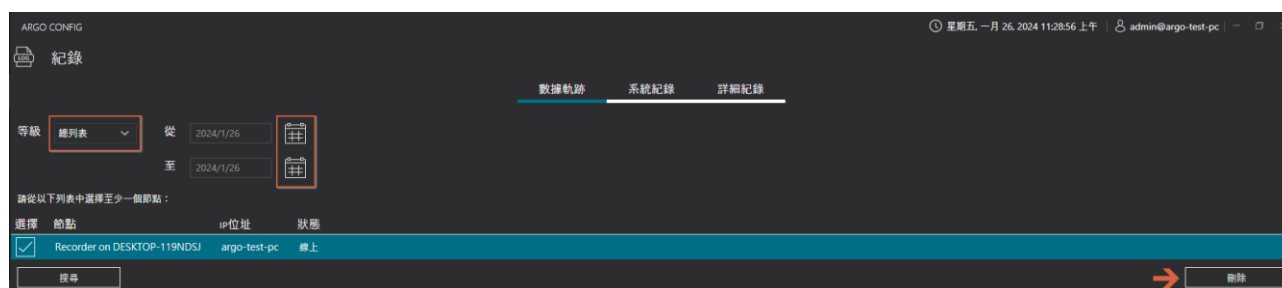 ARGO CONFIG
星期五, 一月 26, 2024 11:28:56 上午
admin@argo-test-pc
LOG
紀錄
數據軌跡 系統紀錄 詳細紀錄
等級 總列表 從 2024/1/26
至 2024/1/26
請從以下列表中選擇至少一個節點：
選擇 節點 IP位址 狀態
Recorder on DESKTOP-119NDSJ argo-test-pc 線上
搜尋 刪除